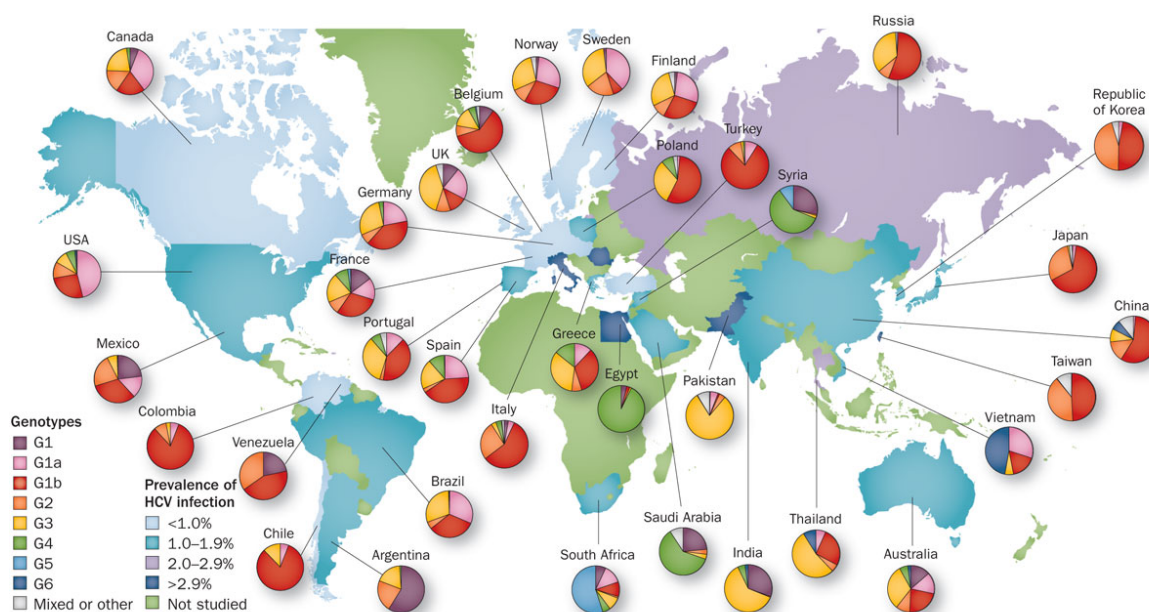 Canada
Norway
Sweden
Finland
Russia
Belgium
Republic
of Korea
UK
Poland
Turkey
Syria
Germany
Japan
USA
France
China
Portugal
Spain
Greece
Egypt
Pakistan
Taiwan
Mexico
Colombia
Venezuela
Italy
Vietnam
Genotypes
G1
G1a
G1b
G2
G3
G4
G5
G6
Mixed or other
Prevalence of
HCV infection
<1.0%
1.0–1.9%
2.0–2.9%
>2.9%
Not studied
Brazil
Chile
Argentina
South Africa
Saudi Arabia
India
Thailand
Australia